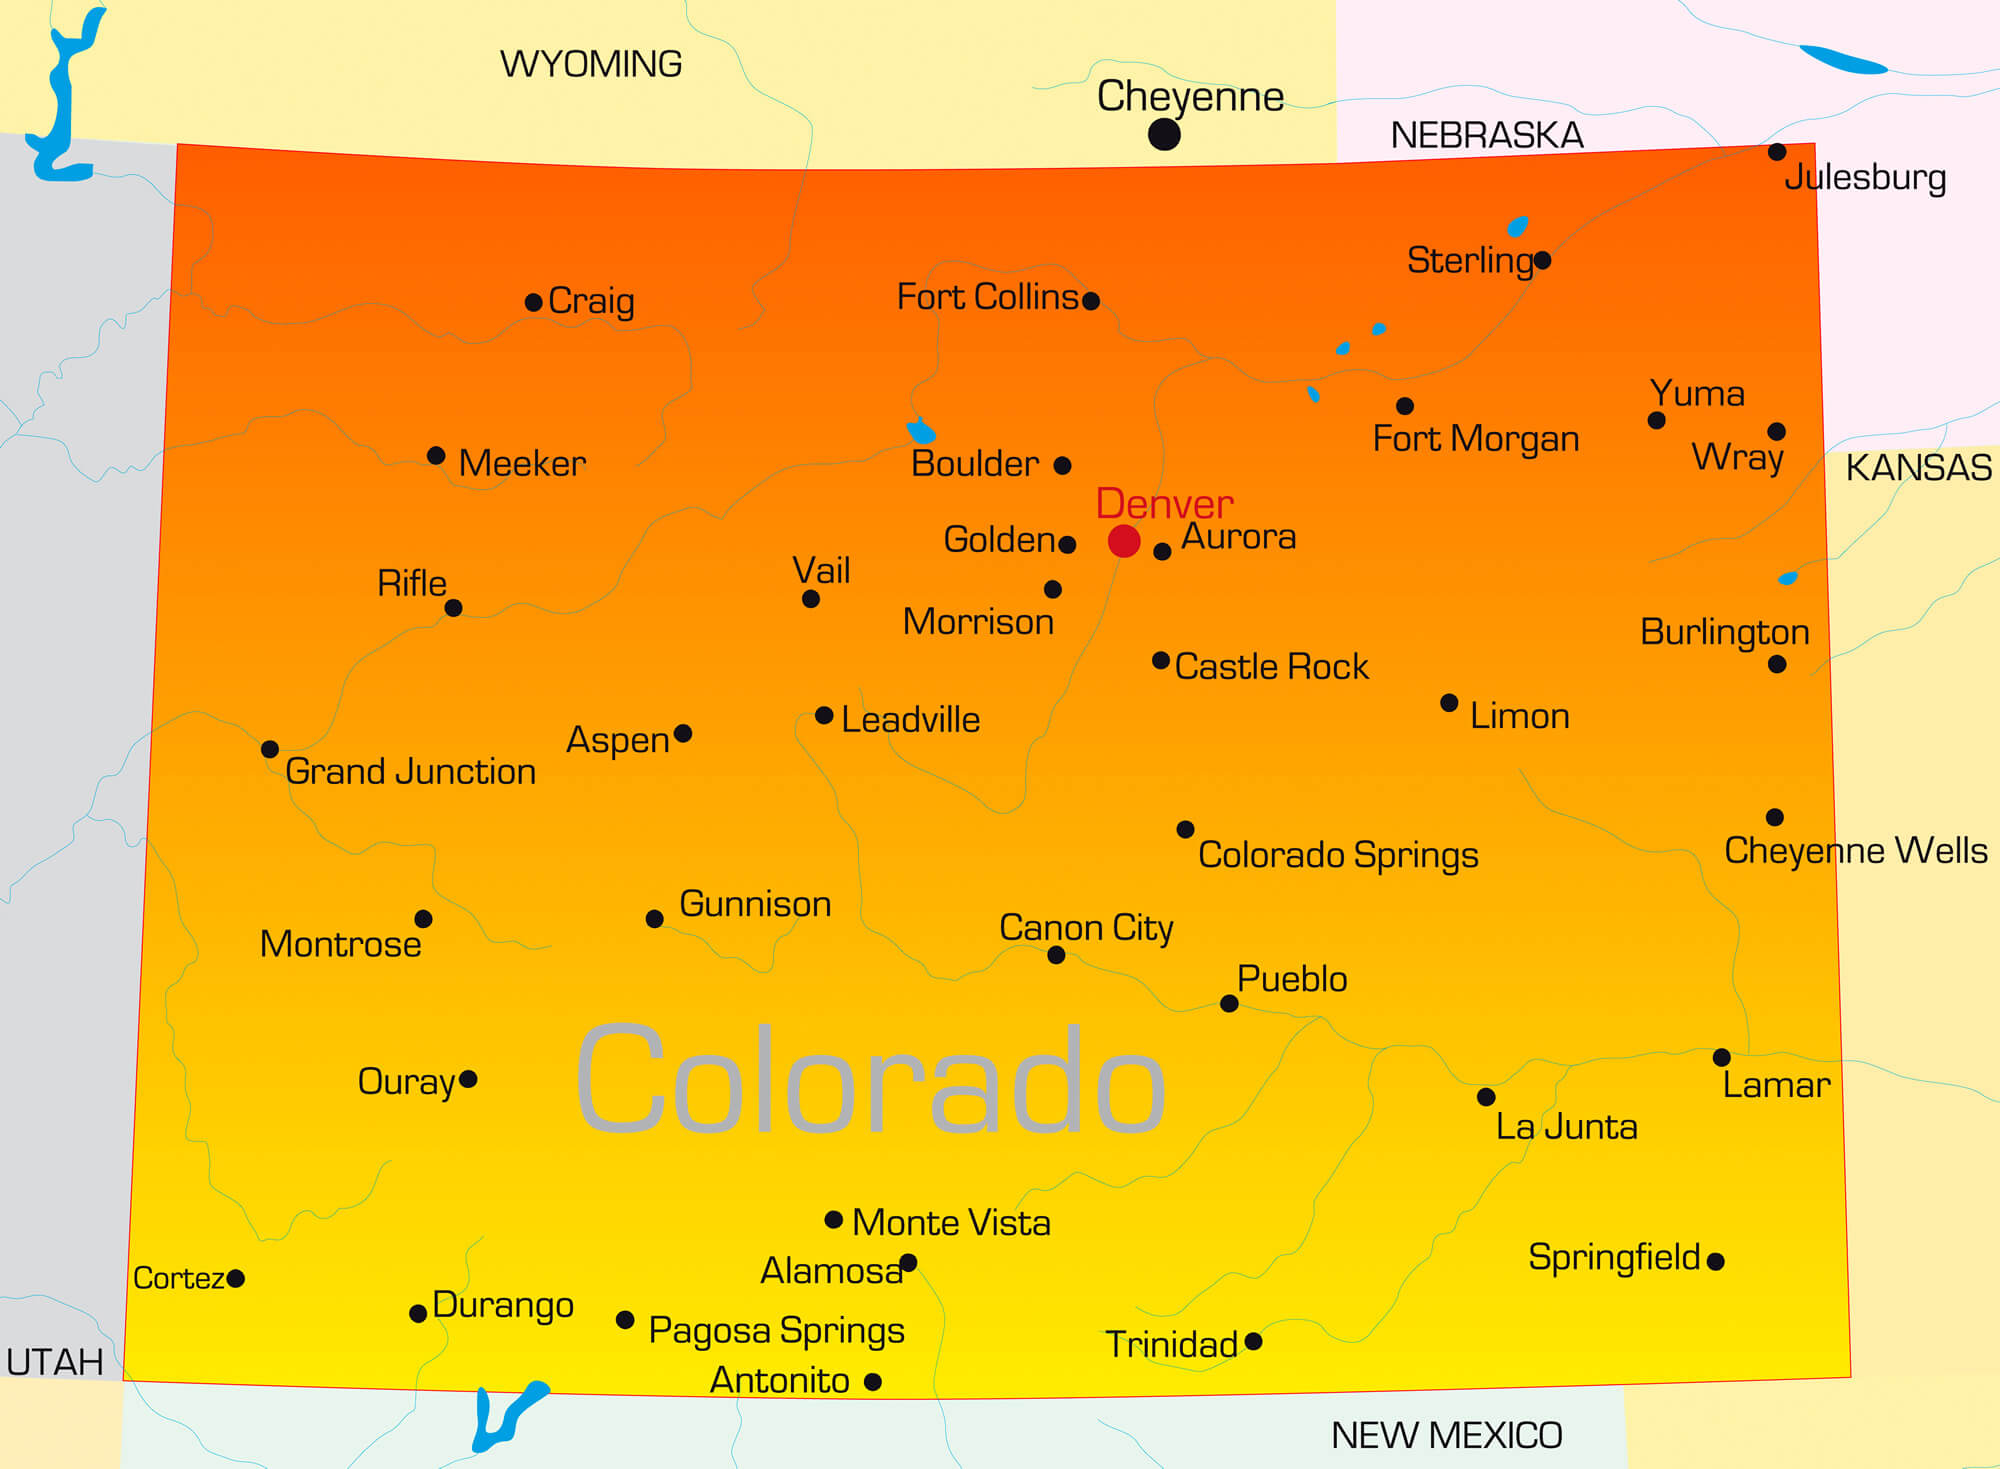 WYOMING
Cheyenne
NEBRASKA
Julesburg
Sterling
Craig
Fort Collins
Yuma
Fort Morgan
Wray
Meeker
Boulder
KANSAS
Denver
Golden
Aurora
Vail
Rifle
Morrison
Burlington
Castle Rock
Leadville
Limon
Aspen
Grand Junction
Colorado Springs
Cheyenne Wells
Gunnison
Canon City
Montrose
Pueblo
Colorado
Ouray
Lamar
La Junta
Monte Vista
Springfield
Alamosa
Cortez
Durango
Pagosa Springs
Trinidad
UTAH
Antonito
NEW MEXICO